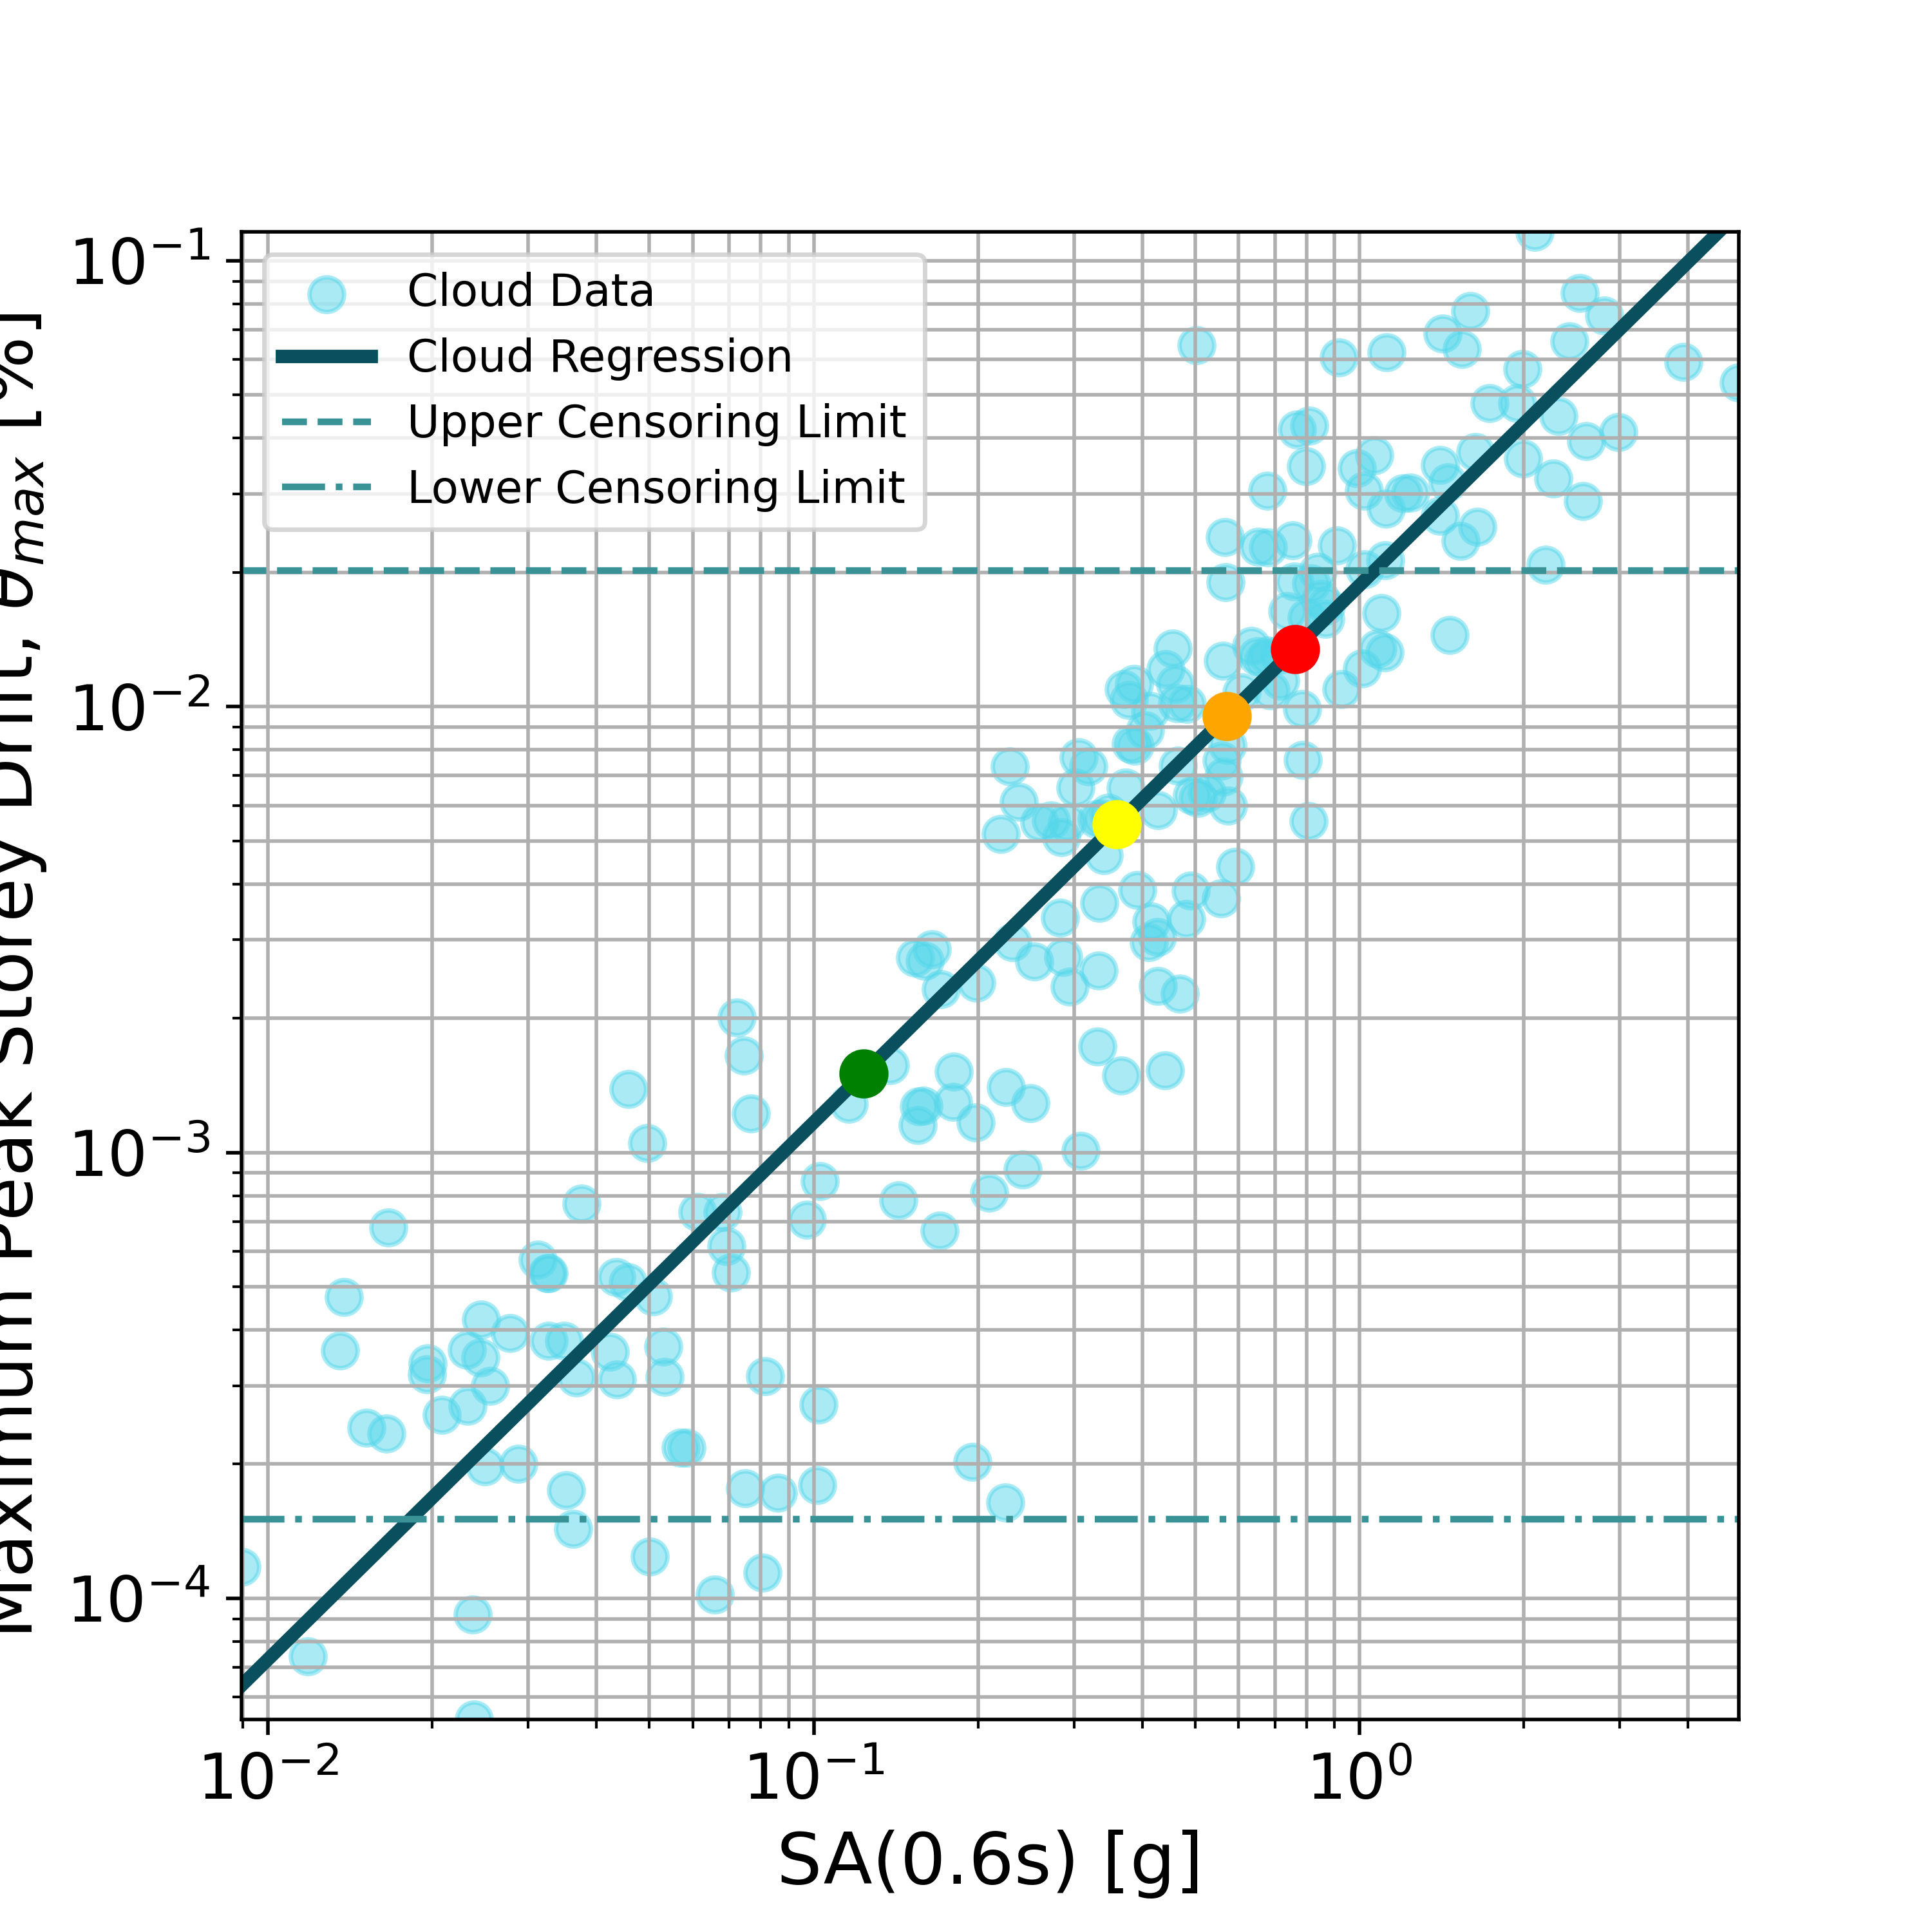 Cloud Data
Cloud Regression
Upper Censoring Limit
Lower Censoring Limit
Maximum Peak Storey Drift, θmax [%]
10⁻¹
10⁻²
10⁻³
10⁻⁴
10⁻² 10⁻¹ 10⁰
SA(0.6s) [g]